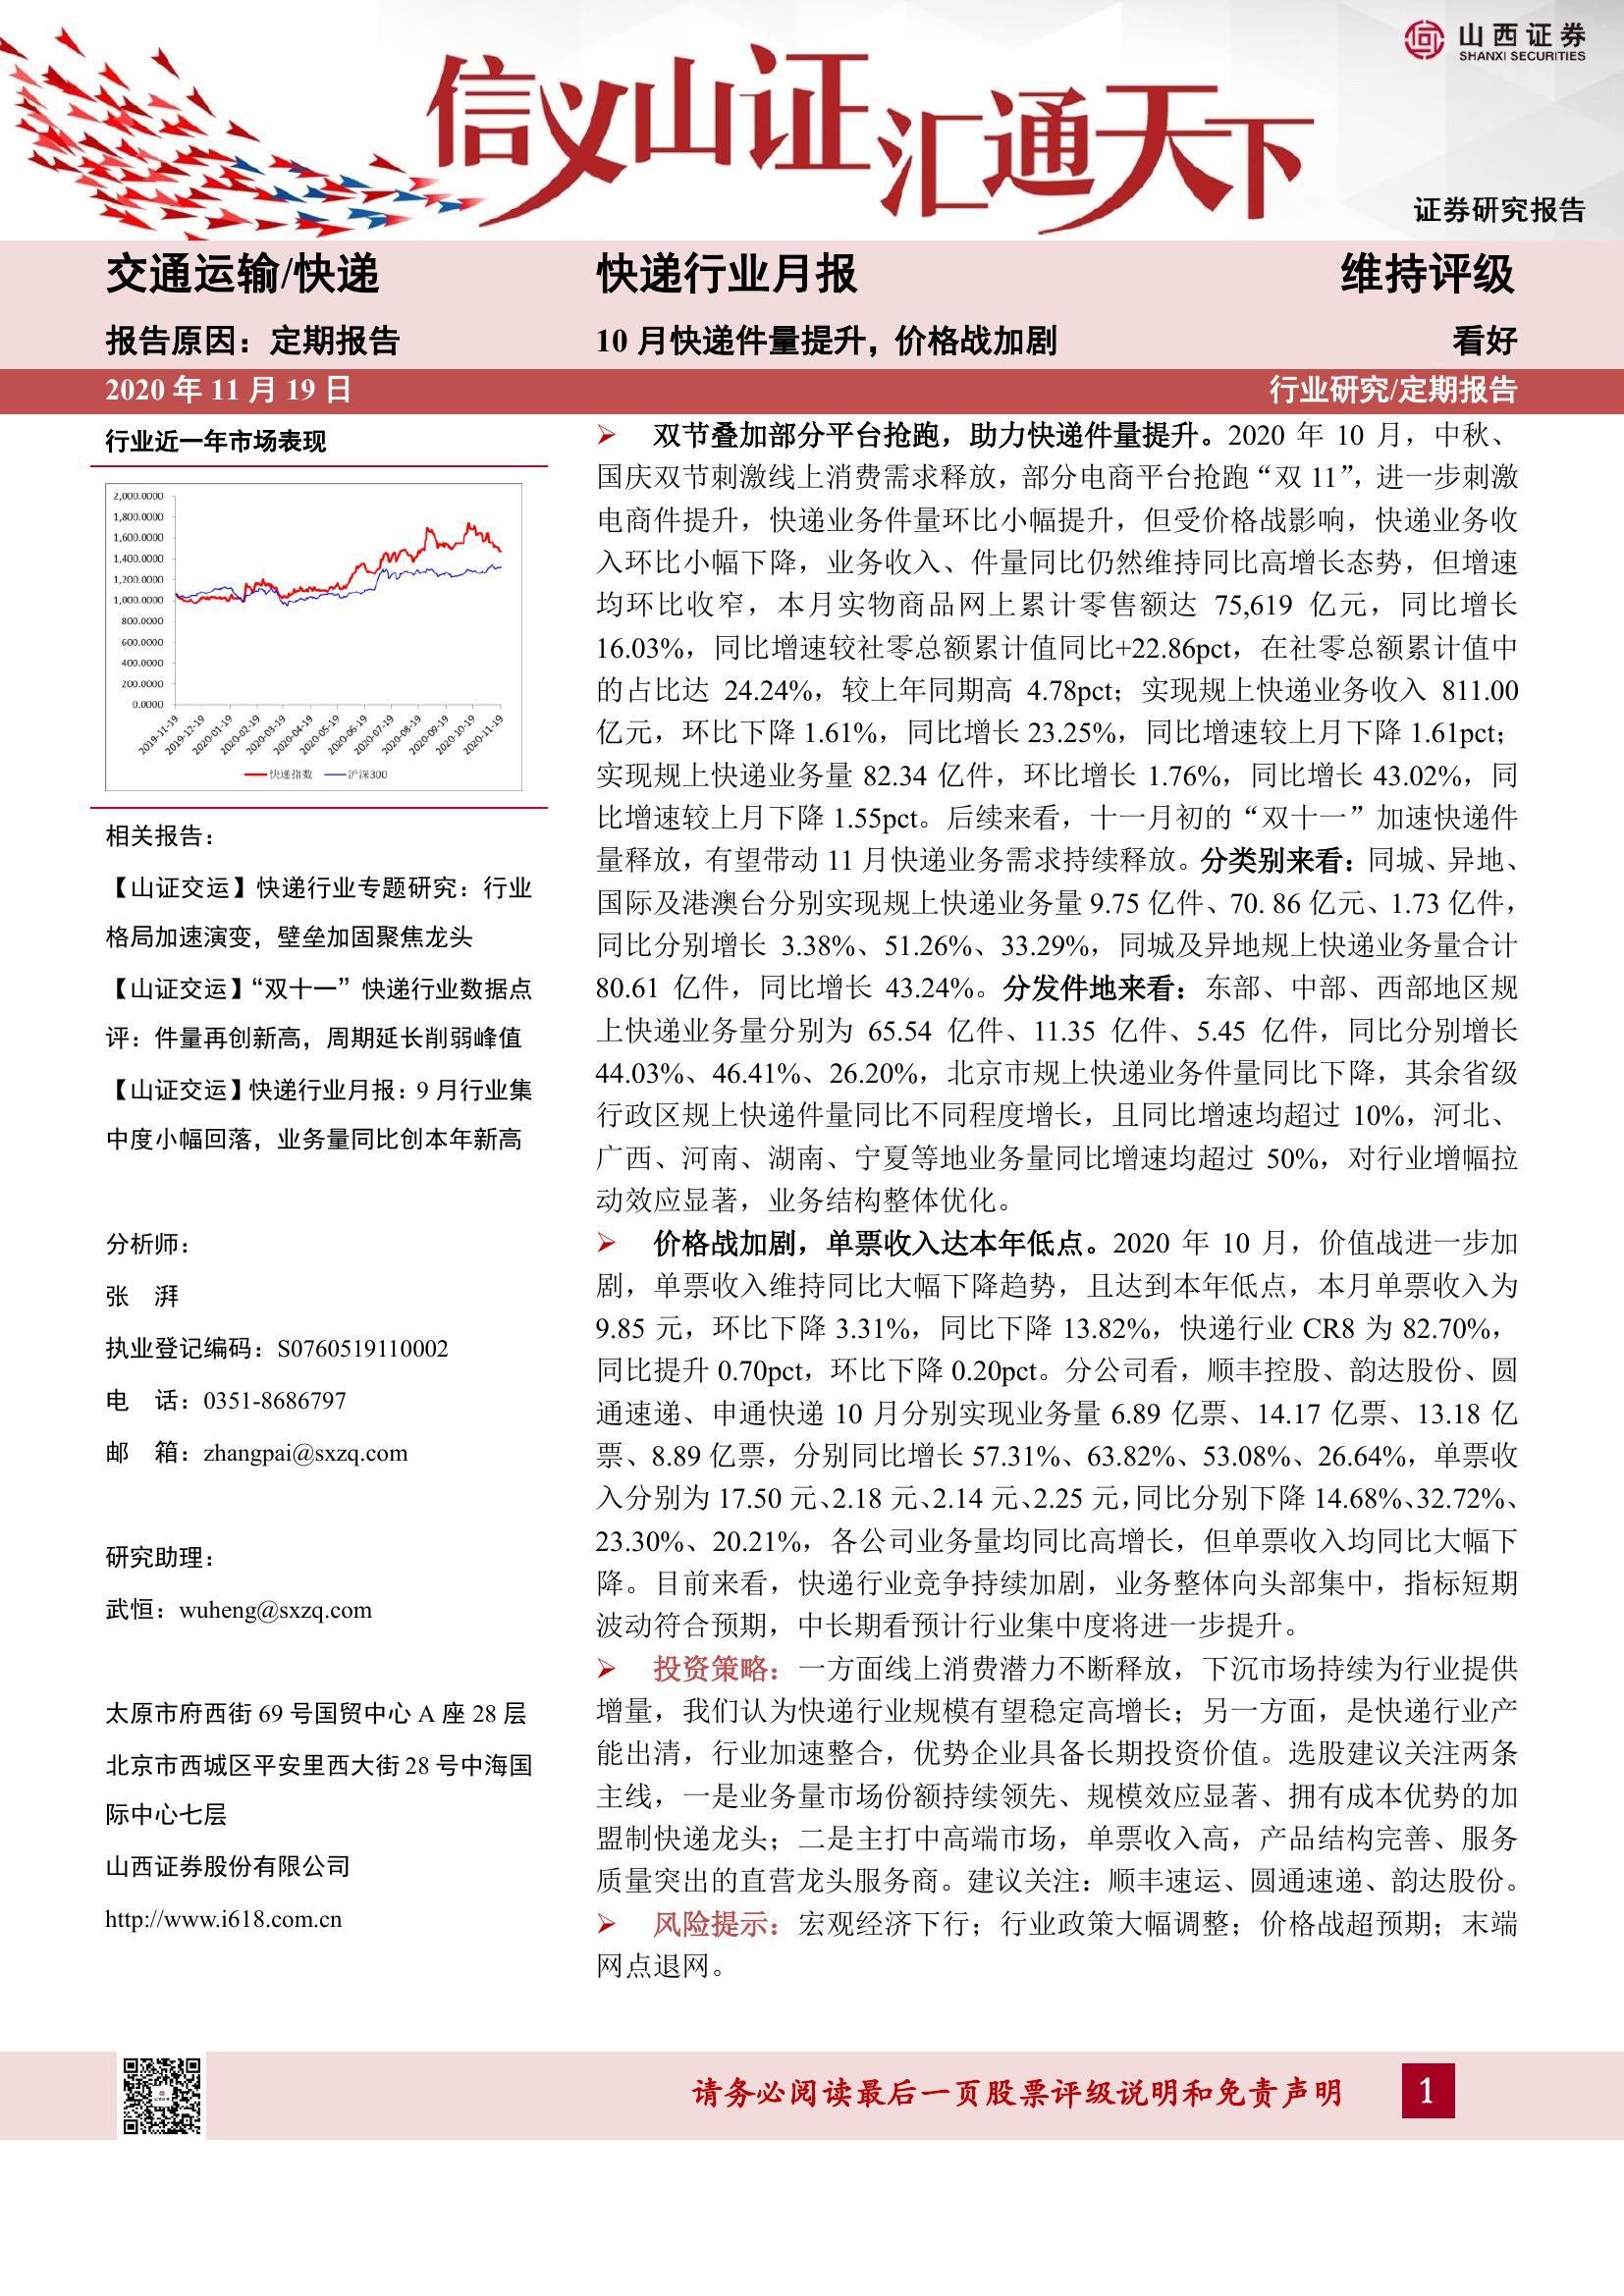 山西证券
SHANXI SECURITIES
信义山证汇通天下
证券研究报告
交通运输/快递
快递行业月报
维持评级
报告原因：定期报告
10 月快递件量提升，价格战加剧
看好
2020 年 11 月 19 日
行业研究/定期报告
行业近一年市场表现
2,000.0000
1,800.0000
1,600.0000
1,400.0000
1,200.0000
1,000.0000
800.0000
600.0000
400.0000
200.0000
0.0000
2019-11-19
2019-12-19
2020-01-19
2020-02-19
2020-03-19
2020-04-19
2020-05-19
2020-06-19
2020-07-19
2020-08-19
2020-09-19
2020-10-19
2020-11-19
快递指数 沪深300
相关报告：
【山证交运】快递行业专题研究：行业
格局加速演变，壁垒加固聚焦龙头
【山证交运】“双十一”快递行业数据点
评：件量再创新高，周期延长削弱峰值
【山证交运】快递行业月报：9 月行业集
中度小幅回落，业务量同比创本年新高
分析师：
张 湃
执业登记编码：S0760519110002
电 话：0351-8686797
邮 箱：zhangpai@sxzq.com
研究助理：
武恒：wuheng@sxzq.com
太原市府西街 69 号国贸中心 A 座 28 层
北京市西城区平安里西大街 28 号中海国
际中心七层
山西证券股份有限公司
http://www.i618.com.cn
双节叠加部分平台抢跑，助力快递件量提升。2020 年 10 月，中秋、
国庆双节刺激线上消费需求释放，部分电商平台抢跑“双 11”，进一步刺激
电商件提升，快递业务件量环比小幅提升，但受价格战影响，快递业务收
入环比小幅下降，业务收入、件量同比仍然维持同比高增长态势，但增速
均环比收窄，本月实物商品网上累计零售额达 75,619 亿元，同比增长
16.03%，同比增速较社零总额累计值同比+22.86pct，在社零总额累计值中
的占比达 24.24%，较上年同期高 4.78pct；实现规上快递业务收入 811.00
亿元，环比下降 1.61%，同比增长 23.25%，同比增速较上月下降 1.61pct；
实现规上快递业务量 82.34 亿件，环比增长 1.76%，同比增长 43.02%，同
比增速较上月下降 1.55pct。后续来看，十一月初的“双十一”加速快递件
量释放，有望带动 11 月快递业务需求持续释放。分类别来看：同城、异地、
国际及港澳台分别实现规上快递业务量 9.75 亿件、70. 86 亿元、1.73 亿件，
同比分别增长 3.38%、51.26%、33.29%，同城及异地规上快递业务量合计
80.61 亿件，同比增长 43.24%。分发件地来看：东部、中部、西部地区规
上快递业务量分别为 65.54 亿件、11.35 亿件、5.45 亿件，同比分别增长
44.03%、46.41%、26.20%，北京市规上快递业务件量同比下降，其余省级
行政区规上快递件量同比不同程度增长，且同比增速均超过 10%，河北、
广西、河南、湖南、宁夏等地业务量同比增速均超过 50%，对行业增幅拉
动效应显著，业务结构整体优化。
价格战加剧，单票收入达本年低点。2020 年 10 月，价值战进一步加
剧，单票收入维持同比大幅下降趋势，且达到本年低点，本月单票收入为
9.85 元，环比下降 3.31%，同比下降 13.82%，快递行业 CR8 为 82.70%，
同比提升 0.70pct，环比下降 0.20pct。分公司看，顺丰控股、韵达股份、圆
通速递、申通快递 10 月分别实现业务量 6.89 亿票、14.17 亿票、13.18 亿
票、8.89 亿票，分别同比增长 57.31%、63.82%、53.08%、26.64%，单票收
入分别为 17.50 元、2.18 元、2.14 元、2.25 元，同比分别下降 14.68%、32.72%、
23.30%、20.21%，各公司业务量均同比高增长，但单票收入均同比大幅下
降。目前来看，快递行业竞争持续加剧，业务整体向头部集中，指标短期
波动符合预期，中长期看预计行业集中度将进一步提升。
投资策略：一方面线上消费潜力不断释放，下沉市场持续为行业提供
增量，我们认为快递行业规模有望稳定高增长；另一方面，是快递行业产
能出清，行业加速整合，优势企业具备长期投资价值。选股建议关注两条
主线，一是业务量市场份额持续领先、规模效应显著、拥有成本优势的加
盟制快递龙头；二是主打中高端市场，单票收入高，产品结构完善、服务
质量突出的直营龙头服务商。建议关注：顺丰速运、圆通速递、韵达股份。
风险提示：宏观经济下行；行业政策大幅调整；价格战超预期；末端
网点退网。
请务必阅读最后一页股票评级说明和免责声明
1